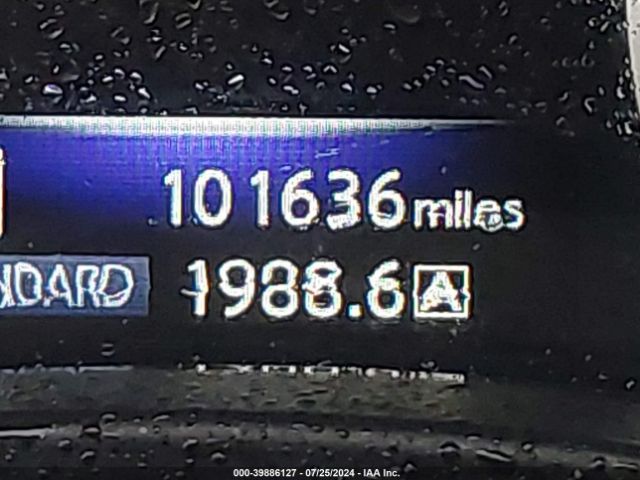 101636 miles
NDARD 1988.6 A
000-39886127 - 07/25/2024 - IAA Inc.